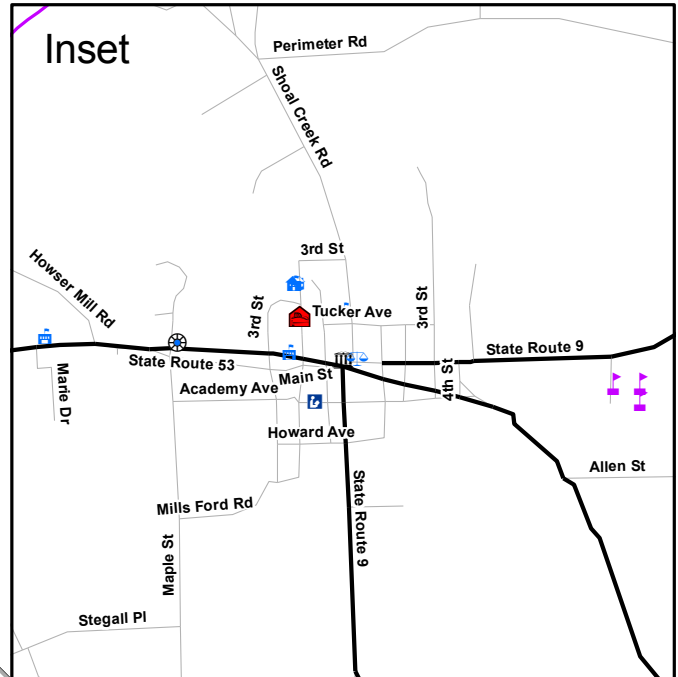 Inset
Perimeter Rd
Shoal Creek Rd
3rd St
Howser Mill Rd
3rd St
Tucker Ave
3rd St
State Route 9
State Route 53
Main St
Marie Dr
Academy Ave
4th St
Howard Ave
Allen St
Mills Ford Rd
State Route 9
Maple St
Stegall Pl